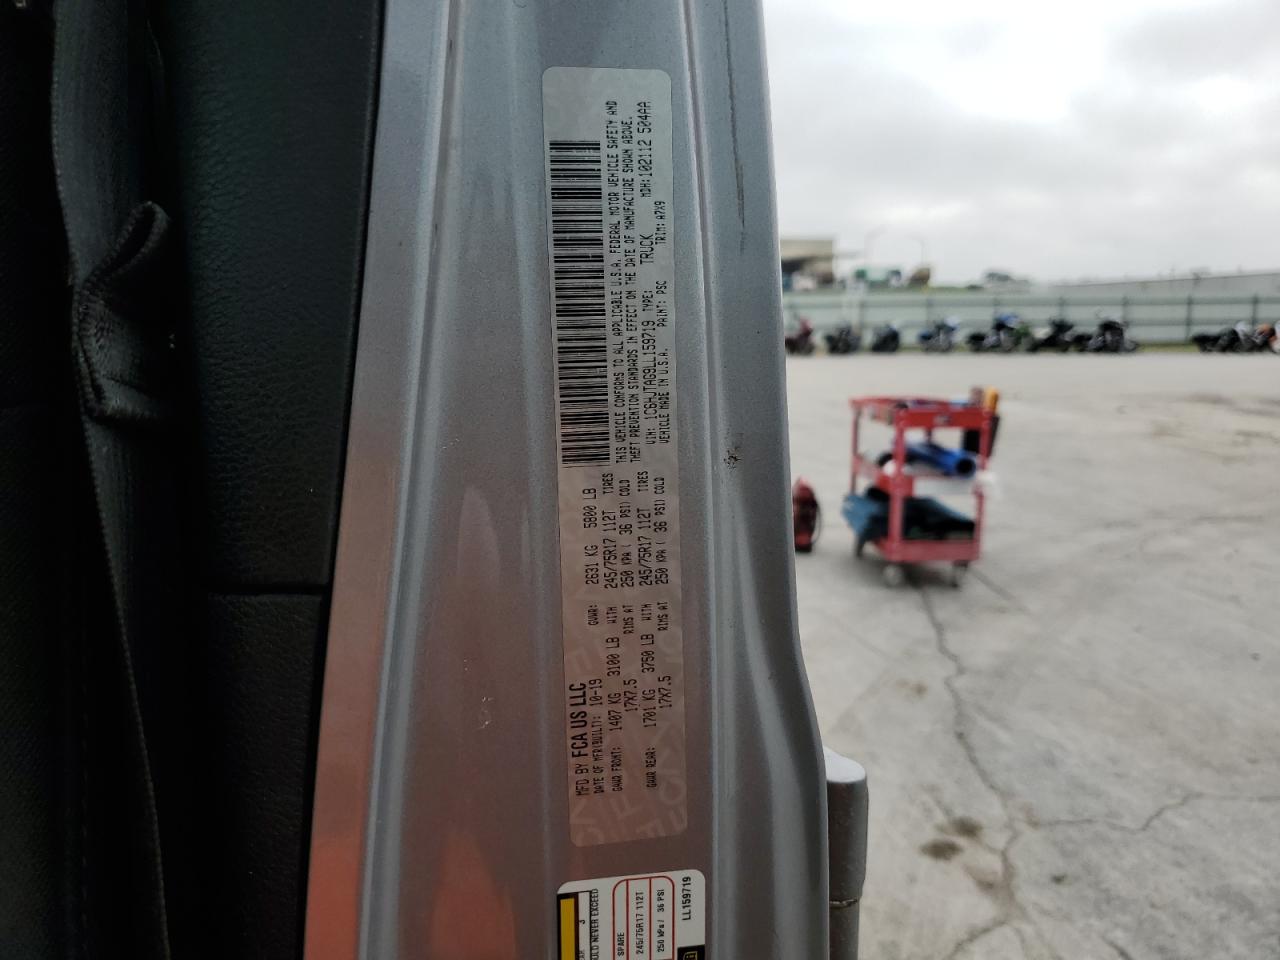 MFD BY FCA US LLC
DATE OF MFR(BUILT): 10-19 GVWR: 2631 KG 5800 LB
GAWR FRONT: 1407 KG 3100 LB WITH 245/75R17 112T TIRES
17X7.5 RIMS AT 250 KPA ( 36 PSI) COLD
GAWR REAR: 1701 KG 3750 LB WITH 245/75R17 112T TIRES
17X7.5 RIMS AT 250 KPA ( 36 PSI) COLD
THIS VEHICLE CONFORMS TO ALL APPLICABLE U.S.A. FEDERAL MOTOR VEHICLE SAFETY AND
THEFT PREVENTION STANDARDS IN EFFECT ON THE DATE OF MANUFACTURE SHOWN ABOVE.
VIN: 1C6HJTAG9LL159719 TYPE: TRUCK MDH: 102112 504AA
VEHICLE MADE IN U.S.A. PAINT: PSC TRIM: A7X9
3
NEVER EXCEED
SPARE
245/75R17 112T
250 kPa / 36 PSI
LL159719